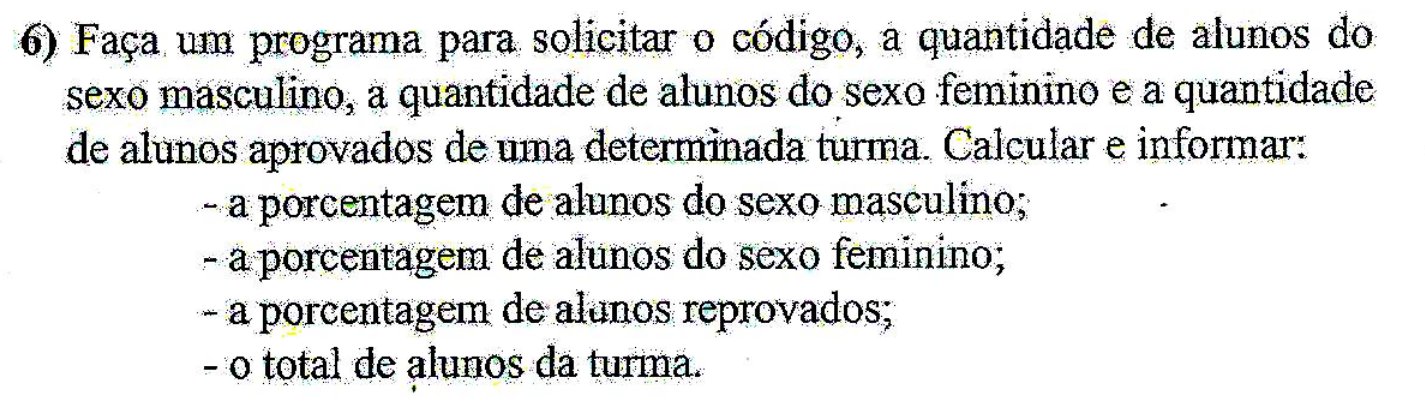 6) Faça um programa para solicitar o código, a quantidade de alunos do
sexo masculino, a quantidade de alunos do sexo feminino e a quantidade
de alunos aprovados de uma determinada turma. Calcular e informar:
- a porcentagem de alunos do sexo masculino;
- a porcentagem de alunos do sexo feminino;
- a porcentagem de alunos reprovados;
- o total de alunos da turma.